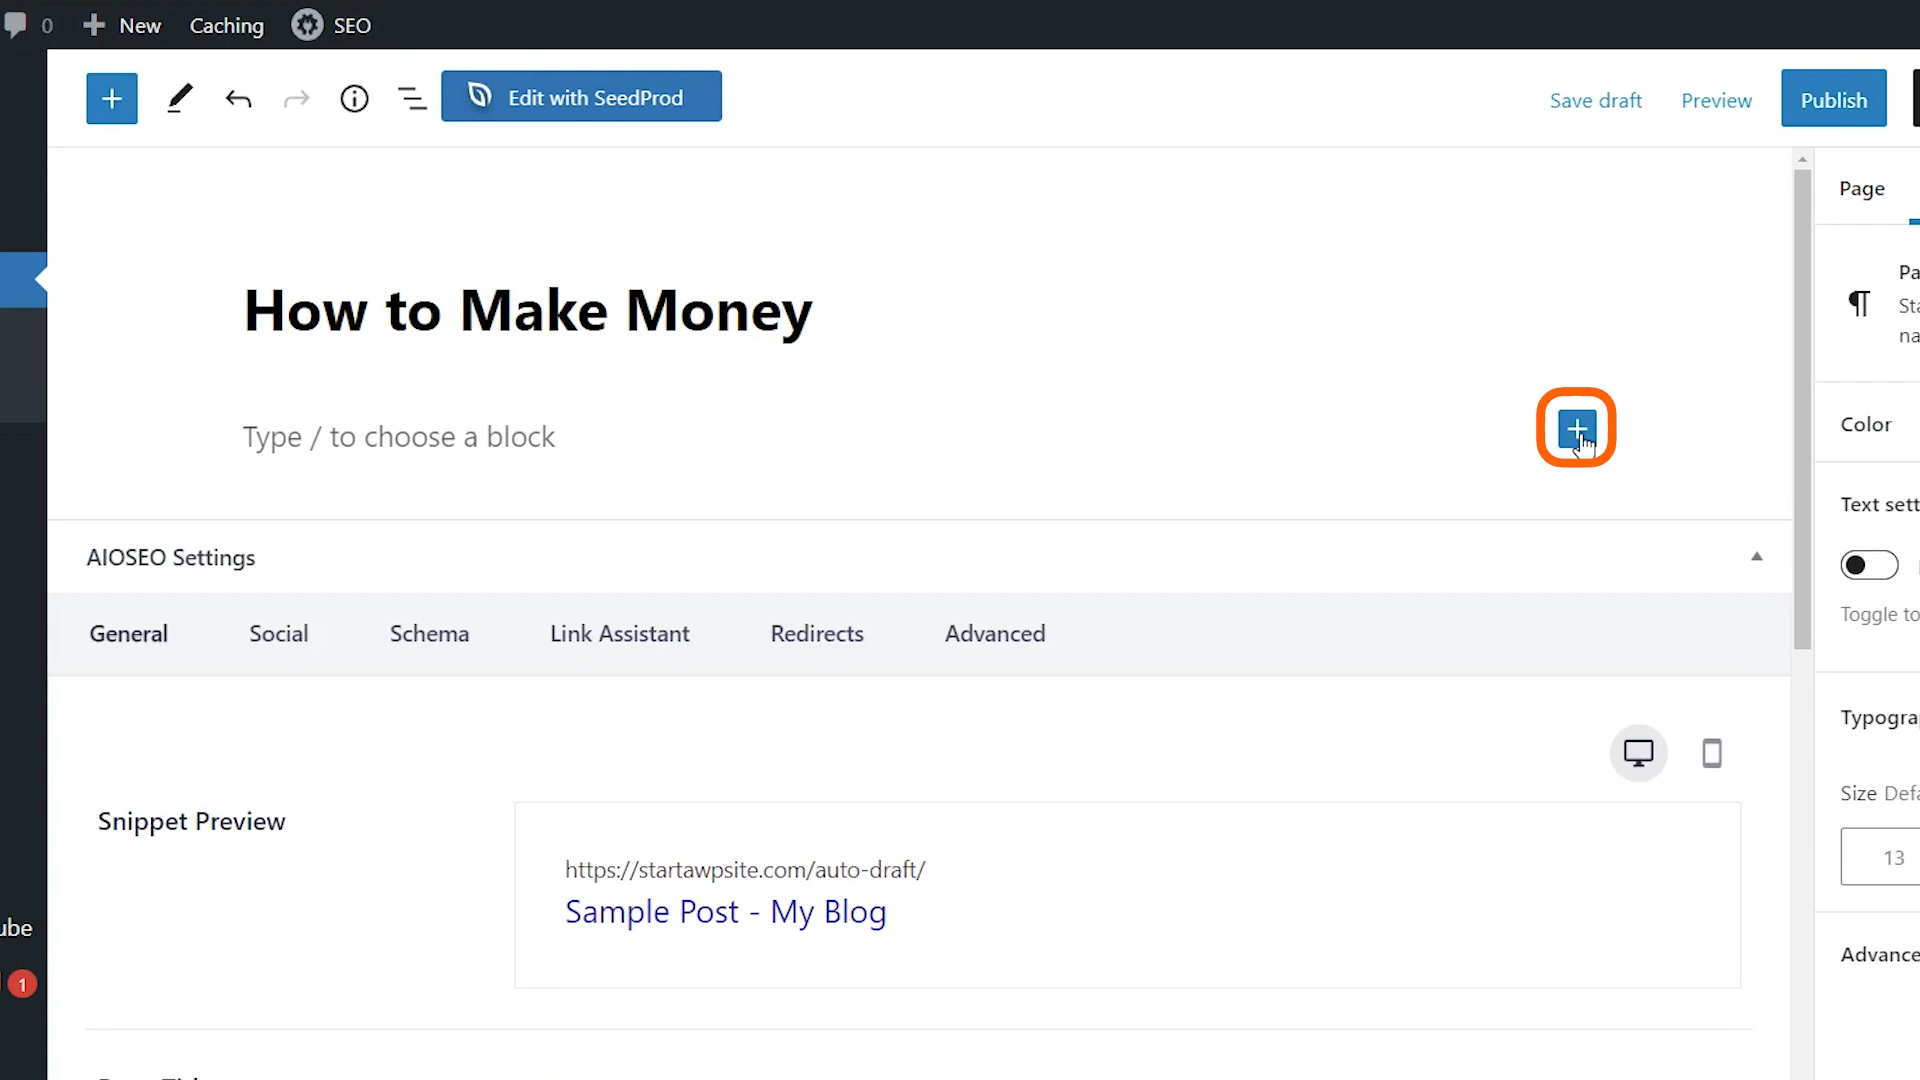 0 New Caching SEO
Edit with SeedProd Save draft Preview Publish
Page
How to Make Money
Type / to choose a block
Color
Text sett
AIOSEO Settings
General Social Schema Link Assistant Redirects Advanced
Toggle to
Typogra
Size Defa
13
Snippet Preview
https://startawpsite.com/auto-draft/
Sample Post - My Blog
ube
1
Advance